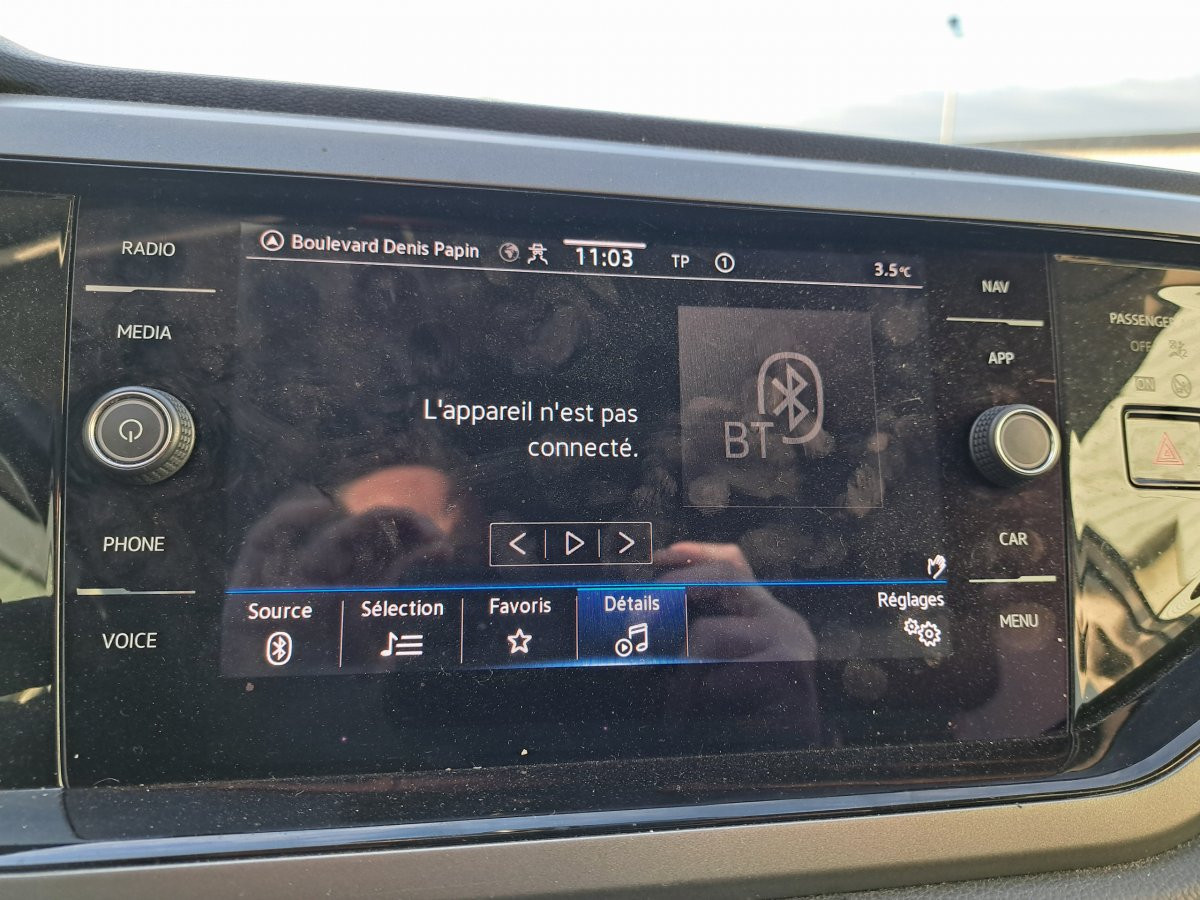 RADIO
MEDIA
PHONE
VOICE
Boulevard Denis Papin
11:03
TP
1
3.5°C
L'appareil n'est pas
connecté.
BT
Source
Sélection
Favoris
Détails
Réglages
NAV
APP
CAR
MENU
PASSENGER
OFF
ON